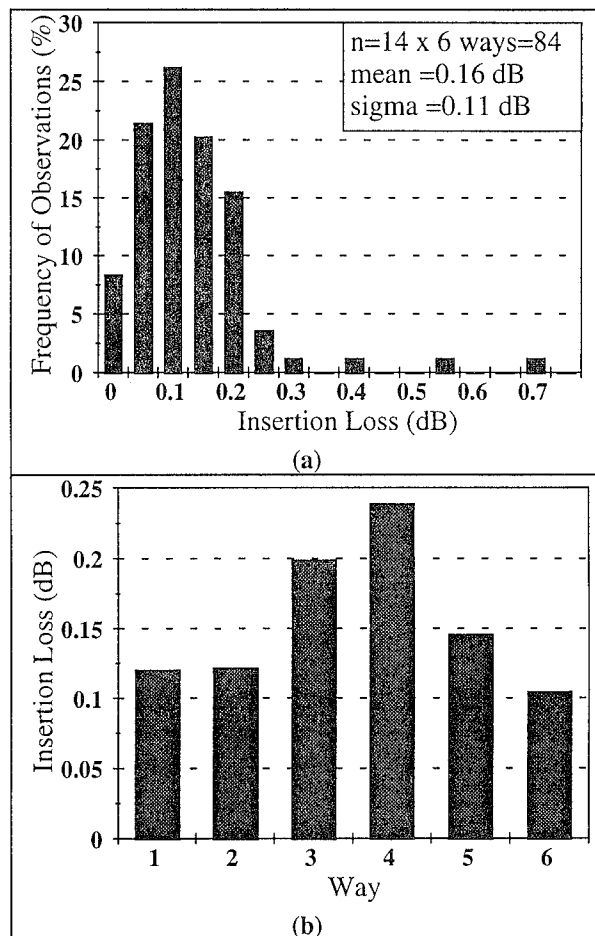 30
25
20
15
10
5
0
Frequency of Observations (%)
n=14 x 6 ways=84
mean =0.16 dB
sigma =0.11 dB
0 0.1 0.2 0.3 0.4 0.5 0.6 0.7
Insertion Loss (dB)
(a)
0.25
0.2
0.15
0.1
0.05
0
Insertion Loss (dB)
1 2 3 4 5 6
Way
(b)